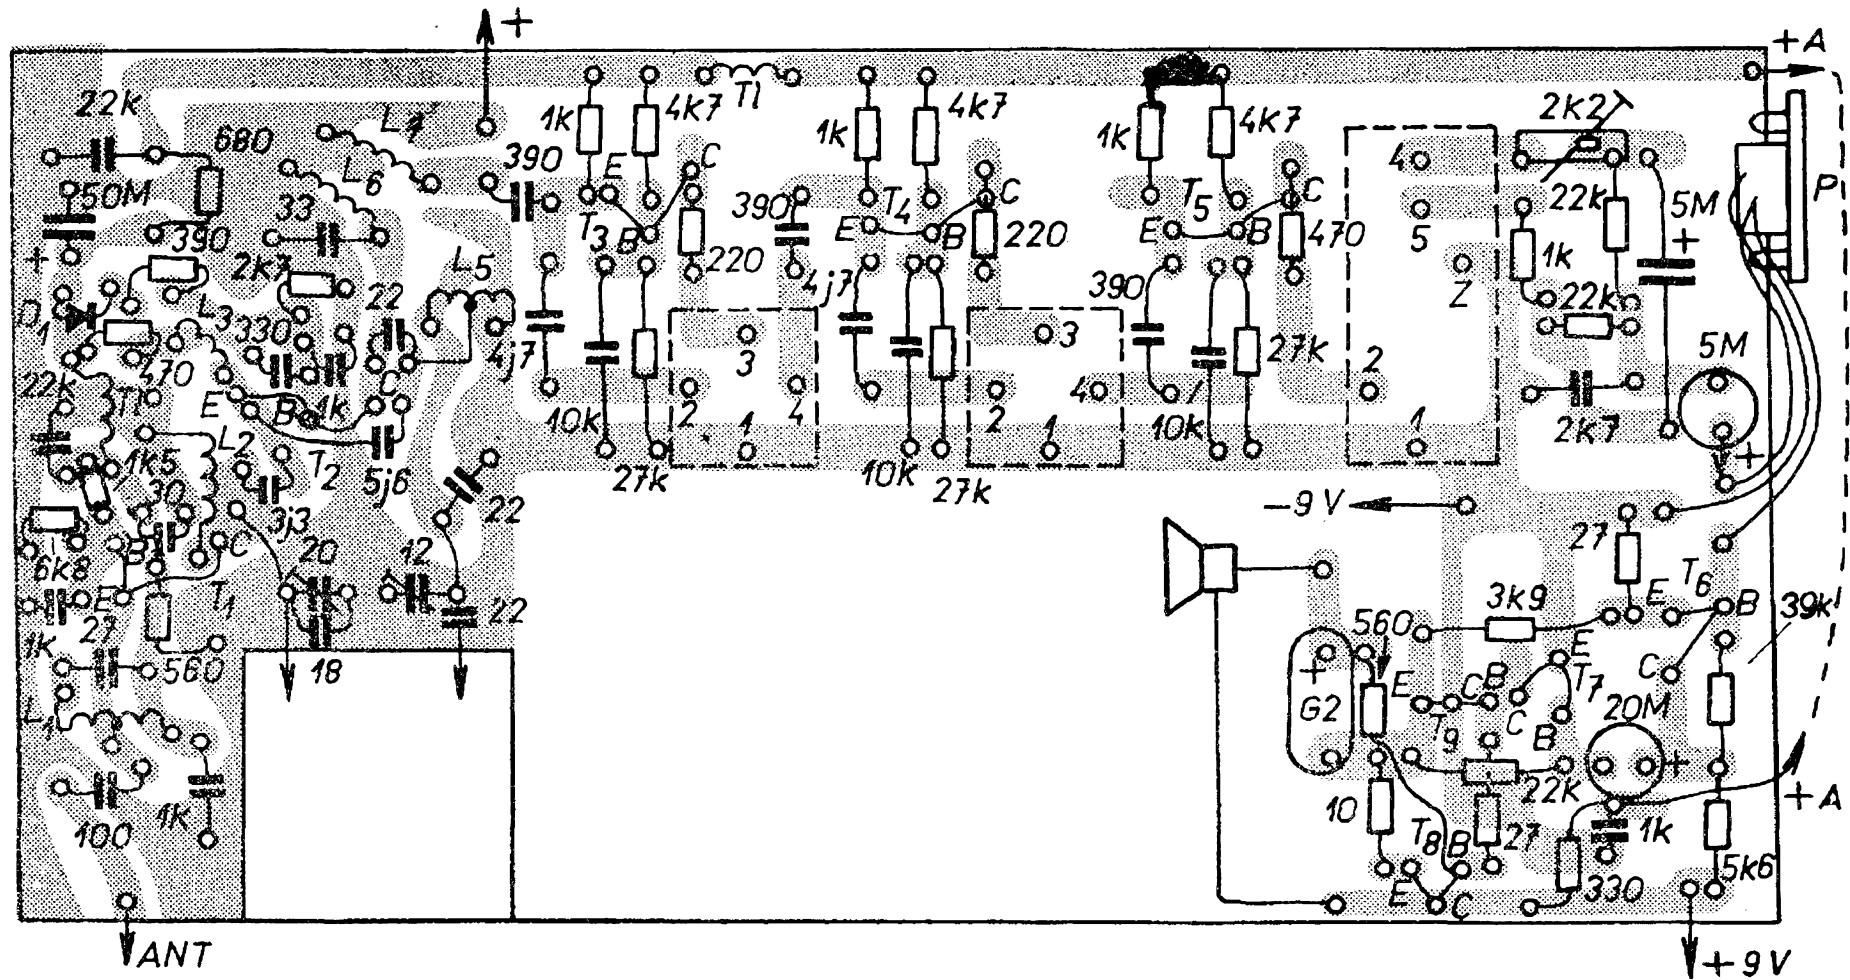 +
+A
22k
680
L7
390
1k
4k7
Tl
1k
4k7
1k
4k7
2k2
50M
L6
33
E
C
T3
B
220
390
E
T4
C
B
220
E
T5
C
B
470
4
5
Z
22k
5M
+
P
1k
+
390
2k7
L5
22
4j7
4j7
390
22k
D1
L3
330
3
3
27k
2
5M
22k
470
Tl
E
B
1k
C
10k
2
4
1
2
4
1
10k
1
2k7
+
1k5
L2
T2
5j6
27k
10k
27k
30
3j3
22
-9V
27
6k8
B
C
20
12
T6
E
B
39k
1k
E
27
T1
22
3k9
560
560
18
E
T7
C
+
G2
E
C
B
T9
C
B
20M
+
L1
22k
+A
100
1k
10
T8
B
27
1k
5k6
E
C
330
ANT
+9V